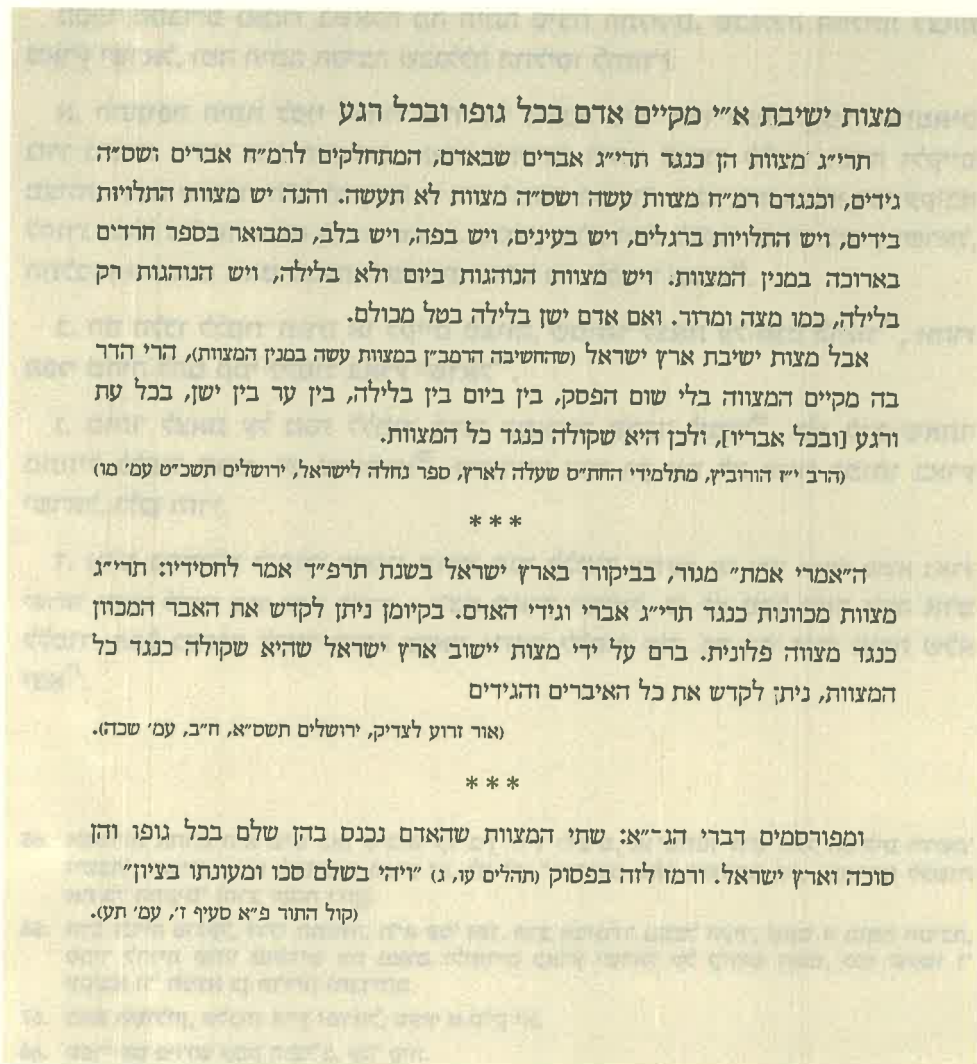 מצות ישיבת א״י מקיים אדם בכל גופו ובכל רגע
תרי״ג מצוות הן כנגד תרי״ג אברים שבאדם, המתחלקים לרמ״ח אברים ושס״ה
גידים, וכנגדם רמ״ח מצוות עשה ושס״ה מצוות לא תעשה. והנה יש מצוות התלויות
בידים, ויש התלויות ברגלים, ויש בעינים, ויש בפה, ויש בלב, כמבואר בספר חרדים
בארוכה במנין המצוות. ויש מצוות הנוהגות ביום ולא בלילה, ויש הנוהגות רק
בלילה, כמו מצה ומרור. ואם אדם ישן בלילה בטל מכולם.
אבל מצות ישיבת ארץ ישראל (שהחשיבה הרמב״ן במצוות עשה במנין המצוות), הרי הדר
בה מקיים המצווה בלי שום הפסק, בין ביום בין בלילה, בין ער בין ישן, בכל עת
ורגע [ובכל אבריו], ולכן היא שקולה כנגד כל המצוות.
(הרב י״ז הורוביץ, מתלמידי החת״ס שעלה לארץ, ספר נחלה לישראל, ירושלים תשכ״ט עמ׳ מו)
***
ה״אמרי אמת״ מגור, בביקורו בארץ ישראל בשנת תרפ״ד אמר לחסידיו: תרי״ג
מצוות מכוונות כנגד תרי״ג אברי וגידי האדם. בקיומן ניתן לקדש את האבר המכוון
כנגד מצווה פלונית. ברם על ידי מצות יישוב ארץ ישראל שהיא שקולה כנגד כל
המצוות, ניתן לקדש את כל האיברים והגידים
(אור זרוע לצדיק, ירושלים תשס״א, ח״ב, עמ׳ שכה).
***
ומפורסמים דברי הגר״א: שתי המצוות שהאדם נכנס בהן שלם בכל גופו והן
סוכה וארץ ישראל. ורמז לזה בפסוק (תהלים עו, ג) ״ויהי בשלם סכו ומעונתו בציון״
(קול התור פ״א סעיף ז׳, עמ׳ תע).